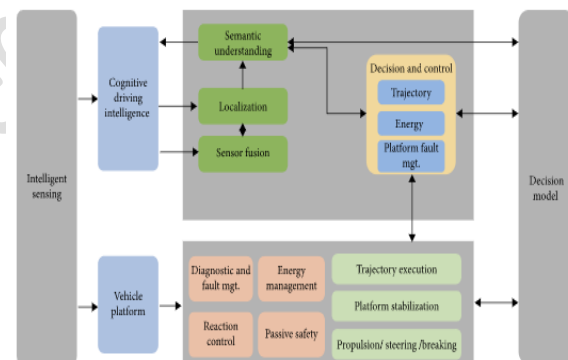 Semantic
understanding
Decision and control
Cognitive
driving
intelligence
Trajectory
Localization
Energy
Sensor fusion
Platform fault
mgt.
Intelligent
sensing
Decision
model
Diagnostic and
fault mgt.
Energy
management
Trajectory execution
Vehicle
platform
Platform stabilization
Reaction
control
Passive safety
Propulsion/ steering /breaking